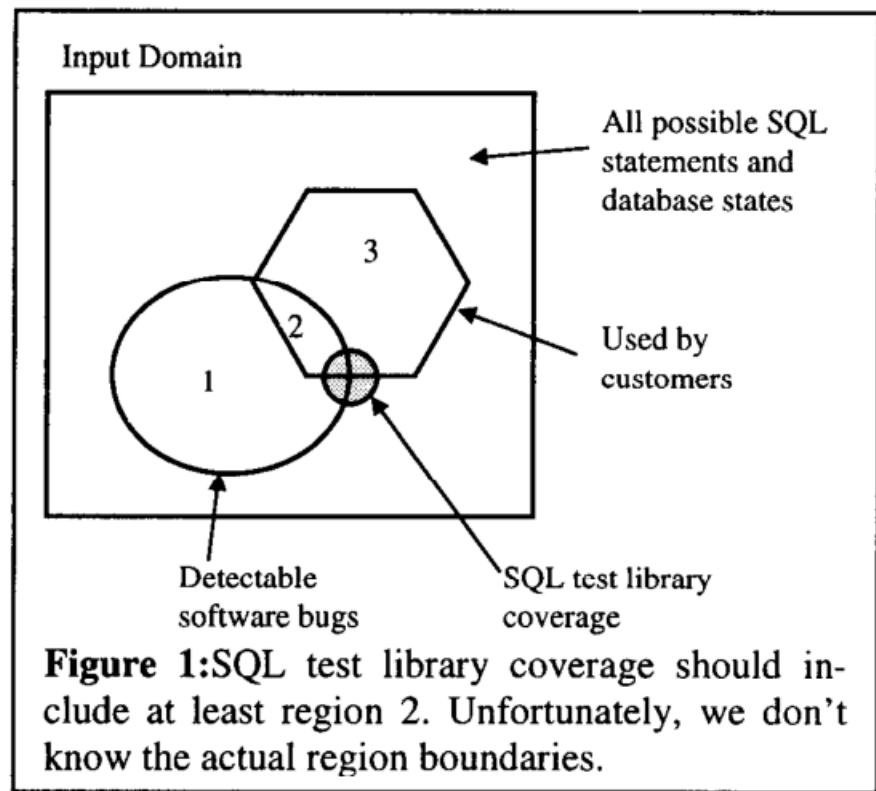 Input Domain
All possible SQL
statements and
database states
3
2
Used by
customers
1
Detectable
software bugs
SQL test library
coverage
Figure 1:SQL test library coverage should in-
clude at least region 2. Unfortunately, we don't
know the actual region boundaries.